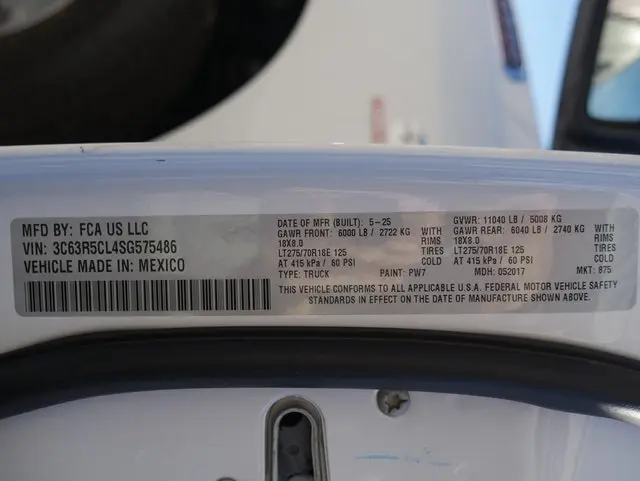 MFD BY: FCA US LLC
VIN: 3C63R5CL4SG575486
VEHICLE MADE IN: MEXICO
DATE OF MFR (BUILT): 5-25
GAWR FRONT: 6000 LB / 2722 KG WITH
18X8.0 RIMS
LT275/70R18E 125 TIRES
AT 415 kPa / 60 PSI COLD
TYPE: TRUCK PAINT: PW7
GVWR: 11040 LB / 5008 KG
GAWR REAR: 6040 LB / 2740 KG WITH
18X8.0 RIMS
LT275/70R18E 125 TIRES
AT 415 kPa / 60 PSI COLD
MDH: 052017 MKT: 875
THIS VEHICLE CONFORMS TO ALL APPLICABLE U.S.A. FEDERAL MOTOR VEHICLE SAFETY
STANDARDS IN EFFECT ON THE DATE OF MANUFACTURE SHOWN ABOVE.